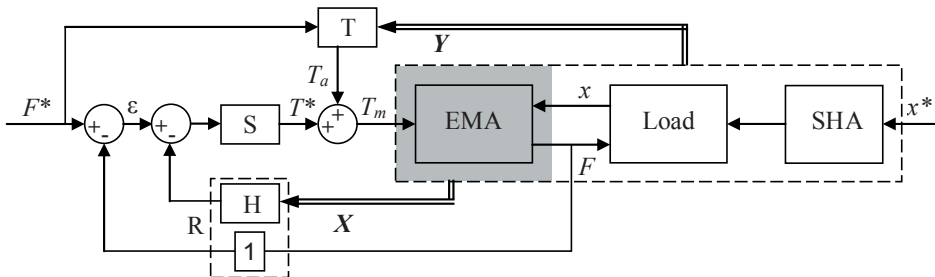 T
Y
T_a
F*
ε
T*
T_m
x
x*
+
-
+
-
S
+
+
EMA
Load
SHA
F
R
H
X
1